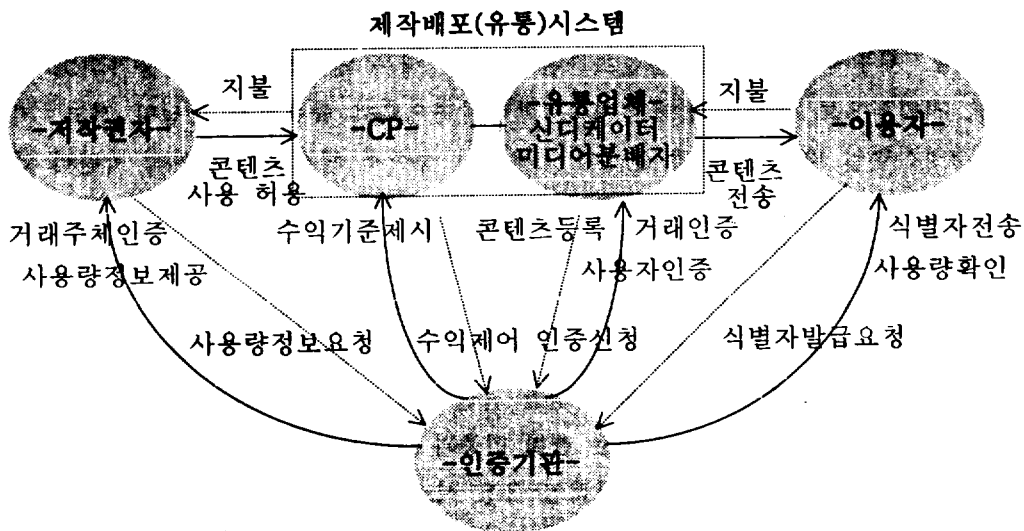 제작배포(유통)시스템
지불
지불
-저작권자-
-CP-
-유통업체-
신디케이터
미디어분배자
-이용자-
콘텐츠
사용 허용
콘텐츠
전송
거래주체인증
사용량정보제공
수익기준제시
콘텐츠등록
거래인증
사용자인증
식별자전송
사용량확인
사용량정보요청
수익제어
인증신청
식별자발급요청
-인증기관-